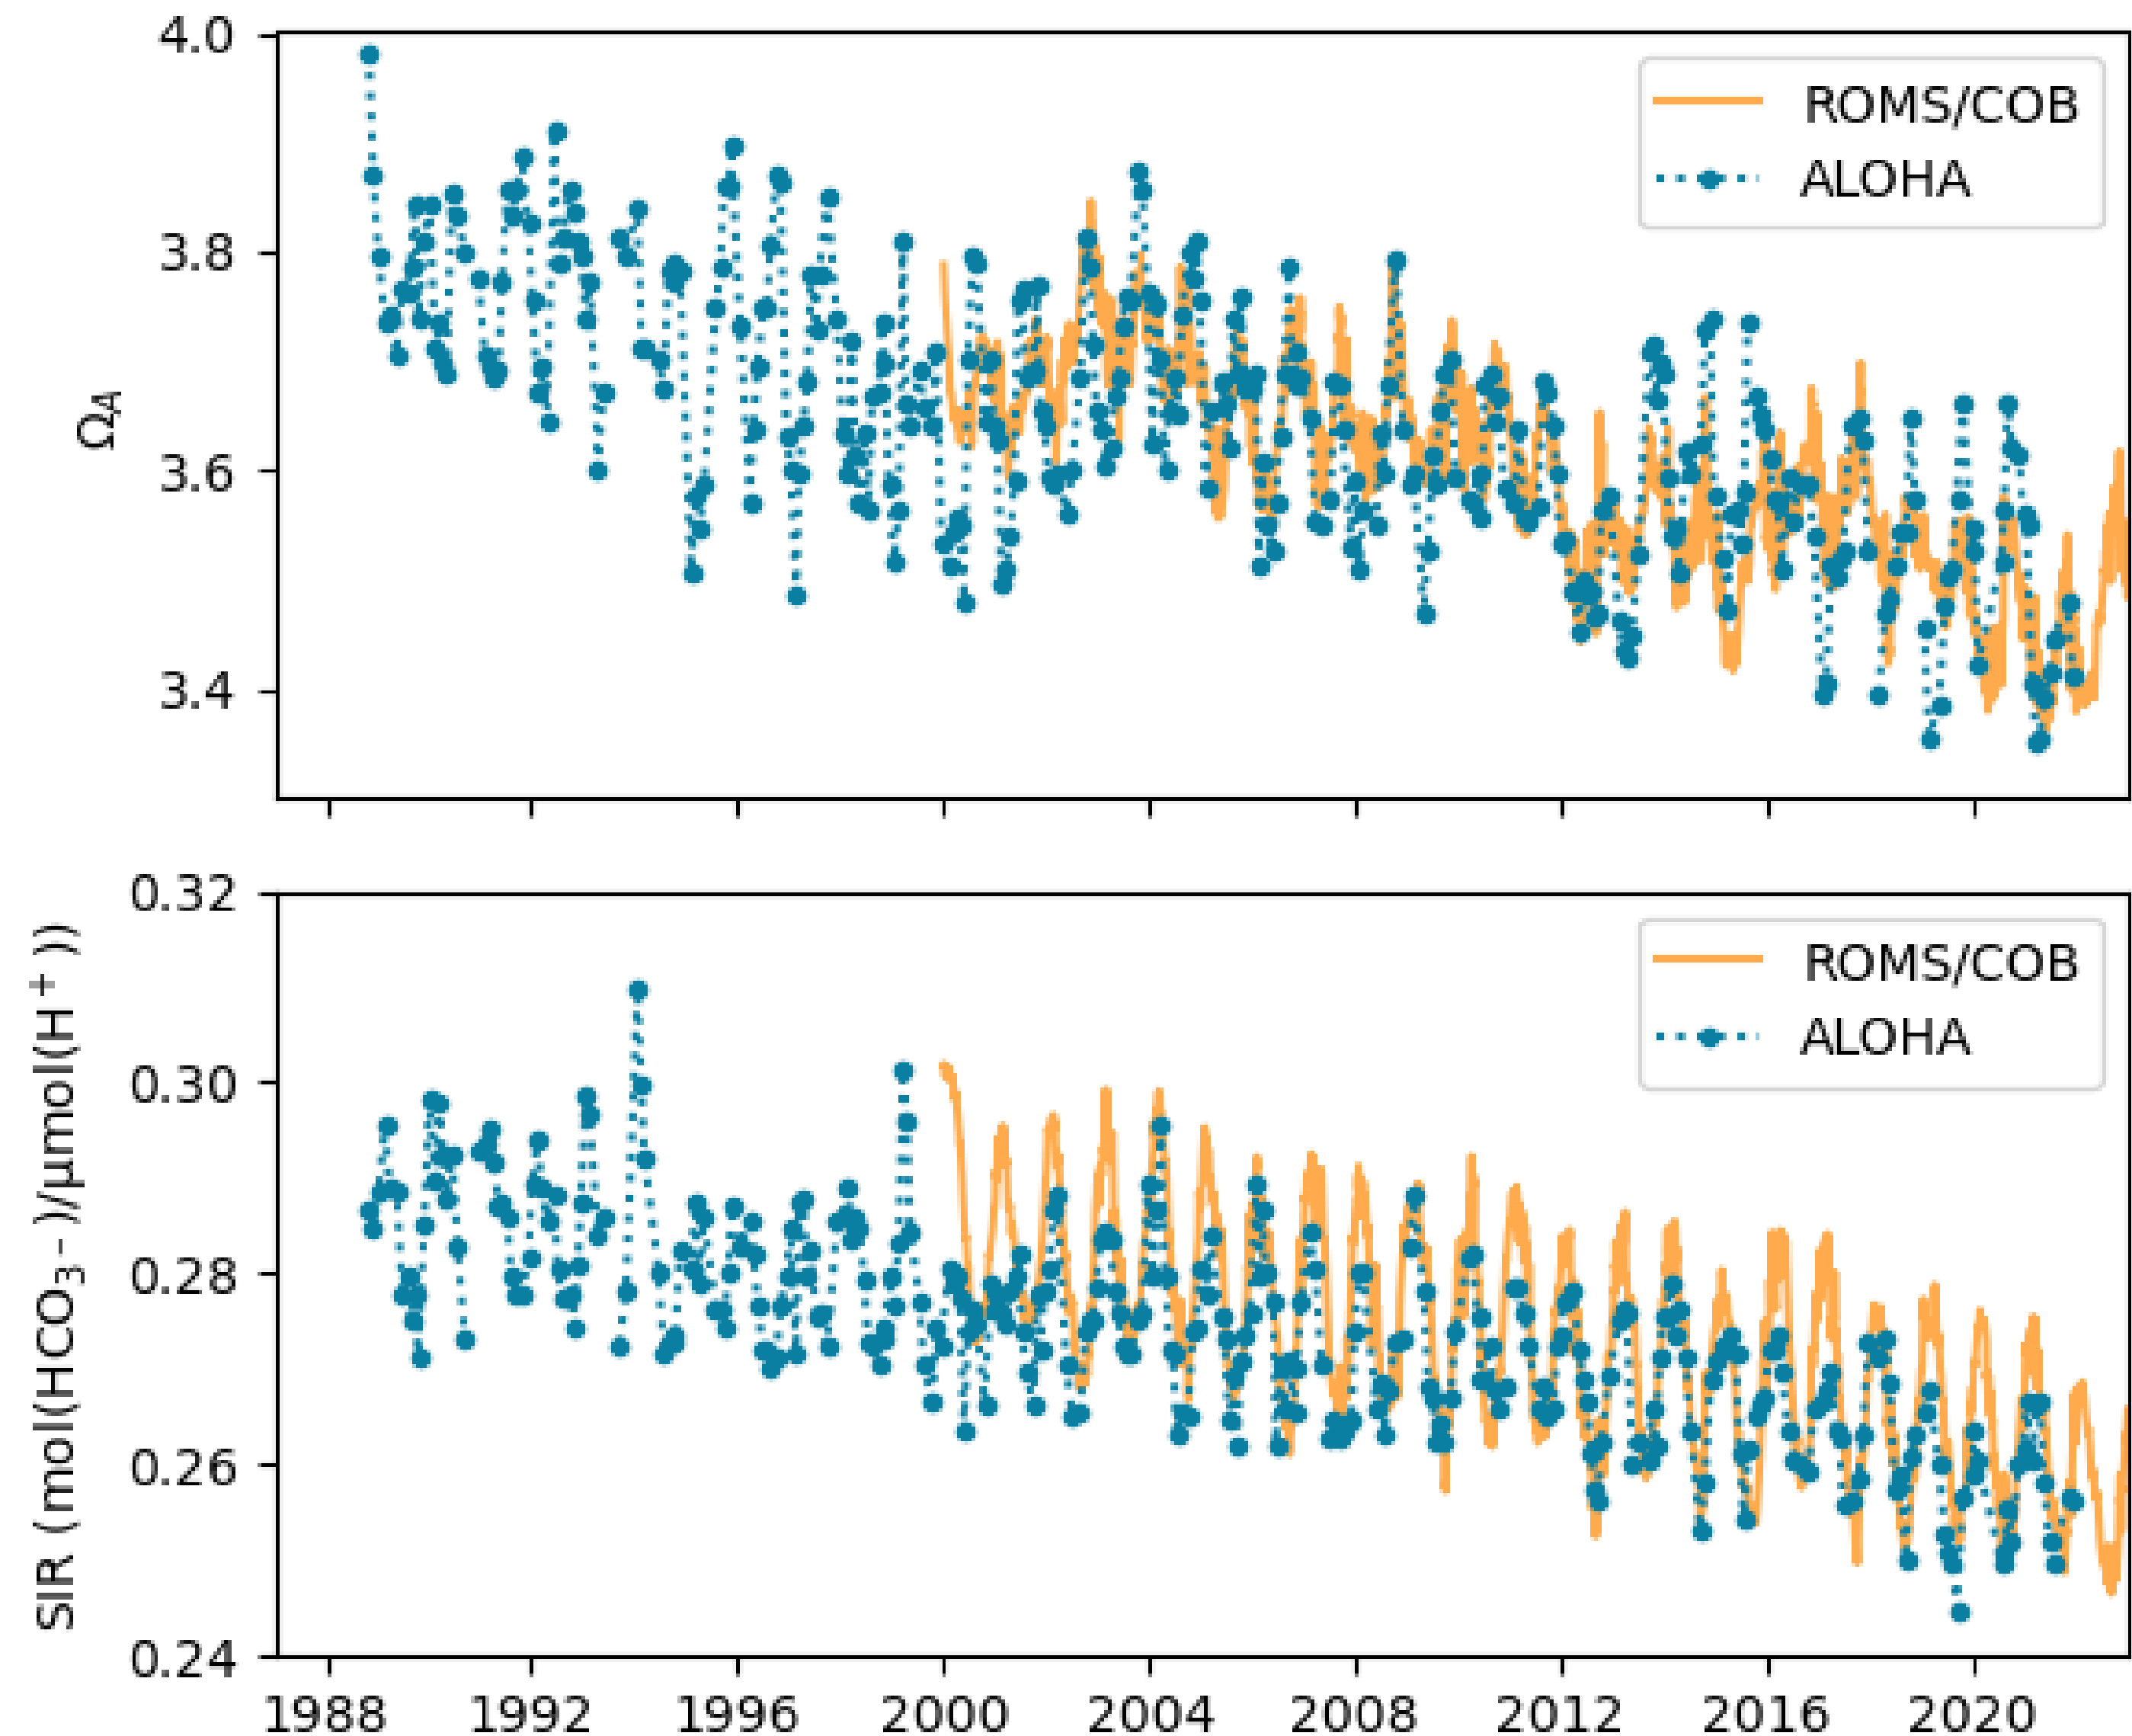 4.0
3.8
3.6
3.4
Ω_A
ROMS/COB
ALOHA
0.32
0.30
0.28
0.26
0.24
SIR (mol(HCO₃⁻)/μmol(H⁺))
ROMS/COB
ALOHA
1988 1992 1996 2000 2004 2008 2012 2016 2020